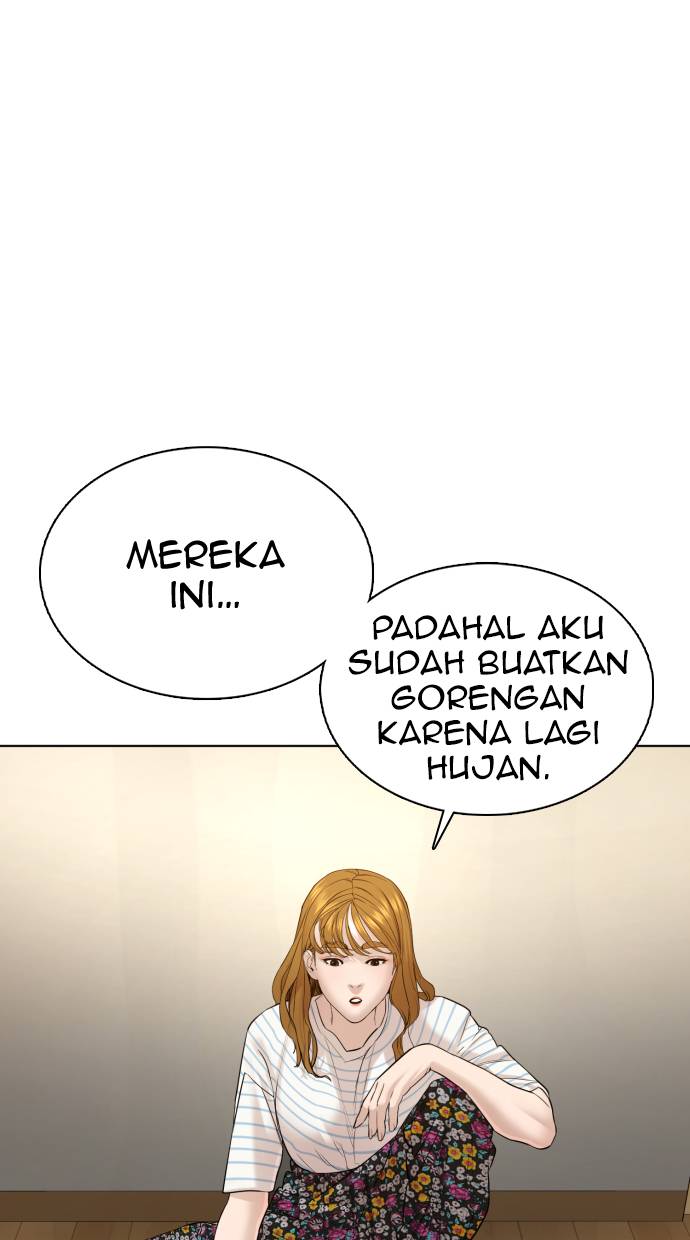 MEREKA
INI...
PADAHAL AKU
SUDAH BUATKAN
GORENGAN
KARENA LAGI
HUJAN.